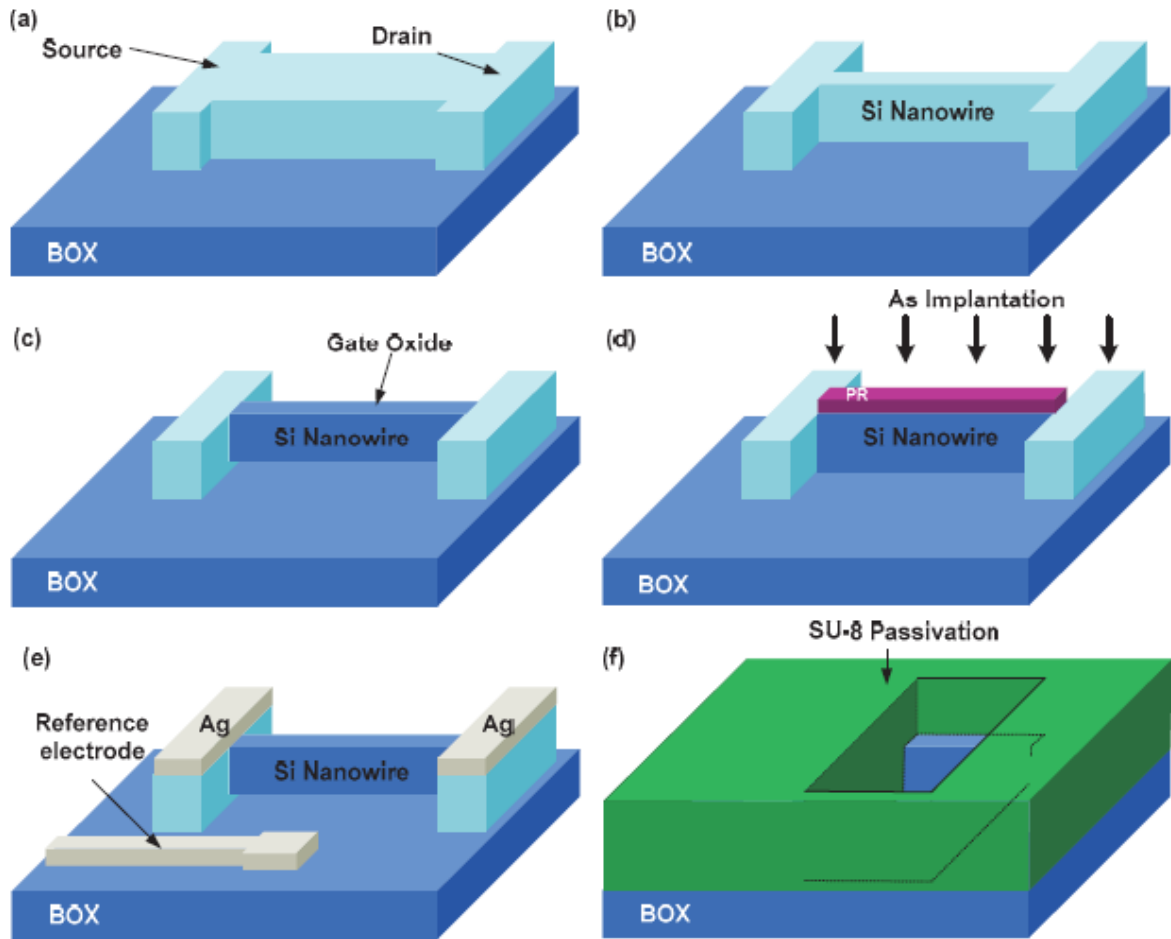 (a)
Source
Drain
BOX
(b)
Si Nanowire
BOX
(c)
Gate Oxide
Si Nanowire
BOX
As Implantation
(d)
PR
Si Nanowire
BOX
(e)
Ag
Ag
Reference
electrode
Si Nanowire
BOX
SU-8 Passivation
(f)
BOX